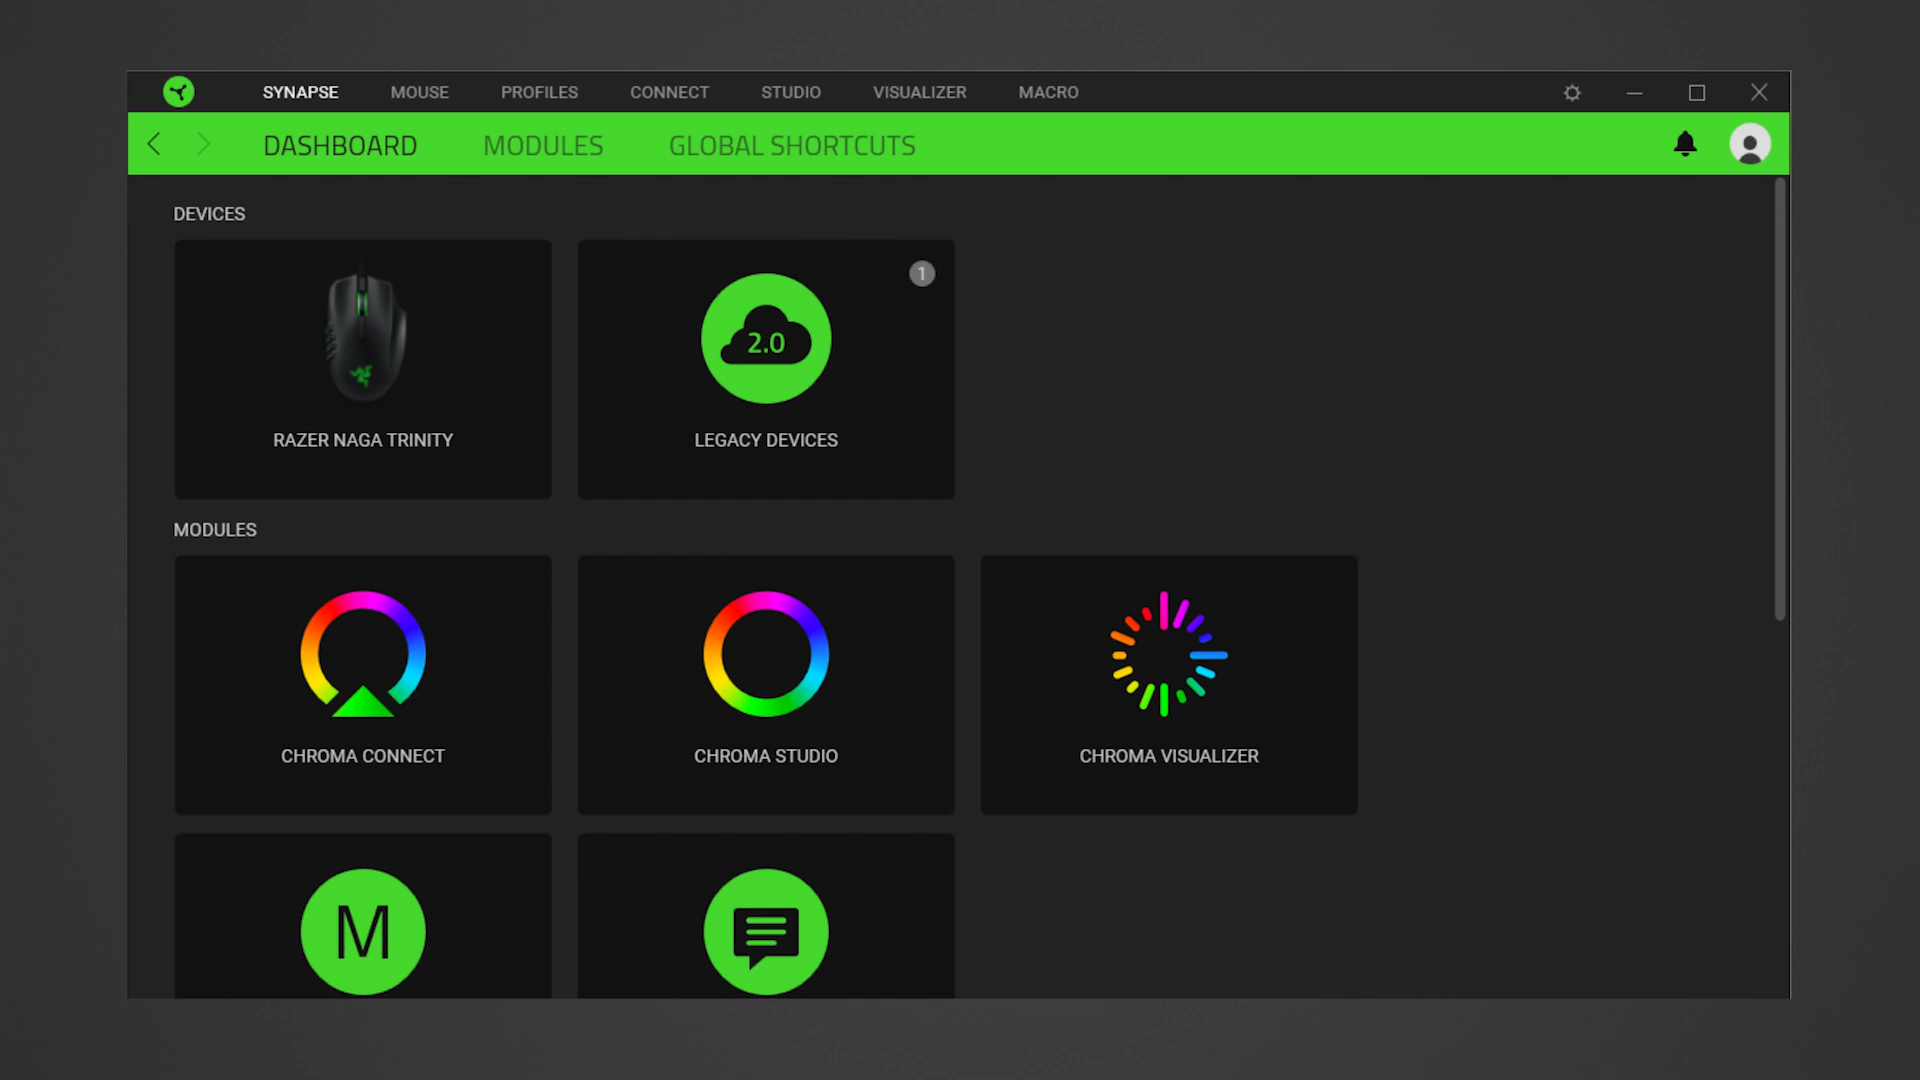 SYNAPSE MOUSE PROFILES CONNECT STUDIO VISUALIZER MACRO
DASHBOARD MODULES GLOBAL SHORTCUTS
DEVICES
1
2.0
RAZER NAGA TRINITY LEGACY DEVICES
MODULES
CHROMA CONNECT CHROMA STUDIO CHROMA VISUALIZER
M